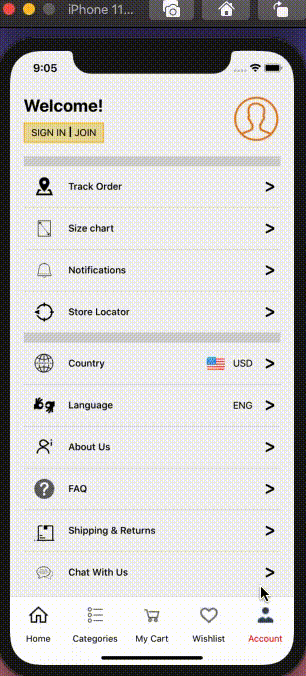 iPhone 11...
9:05
Welcome!
SIGN IN | JOIN
Track Order
Size chart
Notifications
Store Locator
Country USD
Language ENG
About Us
FAQ
Shipping & Returns
Chat With Us
Home Categories My Cart Wishlist Account